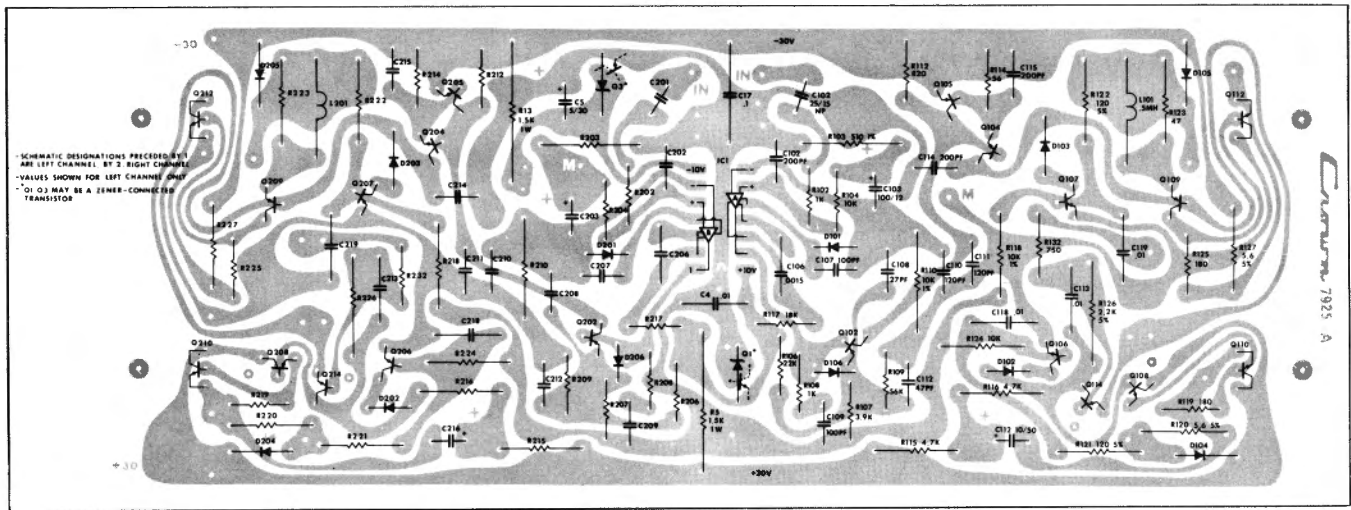 -30
-30V
D205
C215
R214
Q205
R212
Q3*
C201
IN
C17
.1
IN
C102
25/15
NP
R112
820
Q105
R114
56
C115
200PF
D105
Q212
R223
L201
R222
R13
1.5K
1W
C5
5/30
R122
120
5%
L101
.5MH
R123
47
Q112
Q204
R203
R103 510 1%
Q104
- SCHEMATIC DESIGNATIONS PRECEDED BY 1
ARE LEFT CHANNEL. BY 2. RIGHT CHANNEL
-VALUES SHOWN FOR LEFT CHANNEL ONLY
-*Q1 Q3 MAY BE A ZENER-CONNECTED
TRANSISTOR
D203
M
C202
IC1
C102
200PF
C114 200PF
D103
Q209
Q207
C214
-10V
R202
R204
R102
1K
R104
10K
C103
100/12
M
Q107
Q109
C203
R227
R225
C219
C213
R232
R218
C211
C210
R210
D201
C207
C206
D101
C107 100PF
+10V
C106
.0015
C108
27PF
R110
10K
1%
C110
120PF
C111
120PF
R118
10K
1%
R132
750
C119
.01
R125
180
R127
5.6
5%
R226
C208
C4 .01
C113
.01
R126
2.2K
5%
Crown 7925 A
C218
Q202
R217
R117 18K
C118 .01
Q102
R124 10K
Q210
Q208
Q206
R224
D206
Q1*
R106
22K
D106
D102
Q106
Q110
Q214
R216
C212
R209
R208
R206
R108
1K
R109
56K
C112
47PF
R116 4.7K
Q114
Q108
R219
D202
R207
R5
1.5K
1W
R107
3.9K
R119 180
R220
C209
C109
100PF
R120 5.6 5%
R221
C216
R215
R115 4.7K
C112 10/50
R121 120 5%
D204
D104
+30
+30V